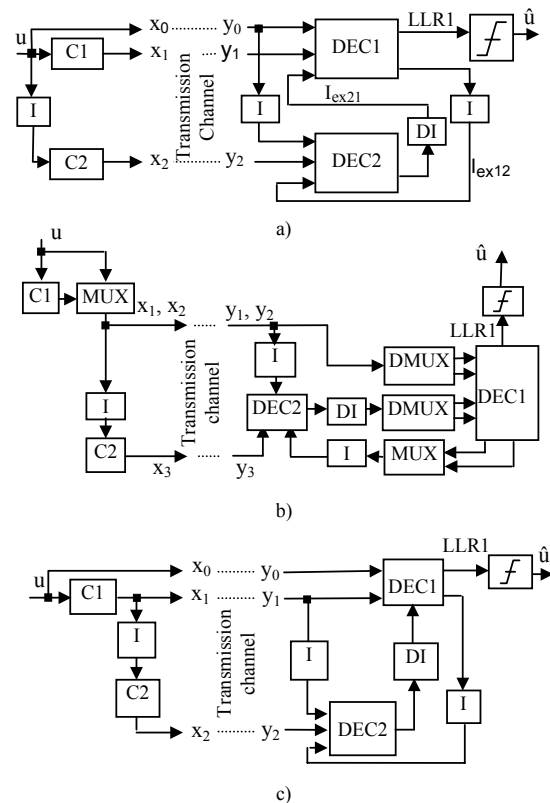 u
x₀ ........ y₀
LLR1
û
C1
x₁ ..... y₁
DEC1
I
Transmission
Channel
I
I_ex21
I
DI
C2
x₂ ........ y₂
DEC2
I_ex12
a)
u
û
C1
MUX
x₁, x₂ ..... y₁, y₂
LLR1
I
Transmission
channel
I
DMUX
DEC1
DEC2
DI
DMUX
C2
I
MUX
x₃ ..... y₃
b)
u
x₀ ........ y₀
LLR1
û
C1
x₁ ........ y₁
DEC1
I
Transmission
channel
I
DI
C2
I
x₂ ........ y₂
DEC2
c)